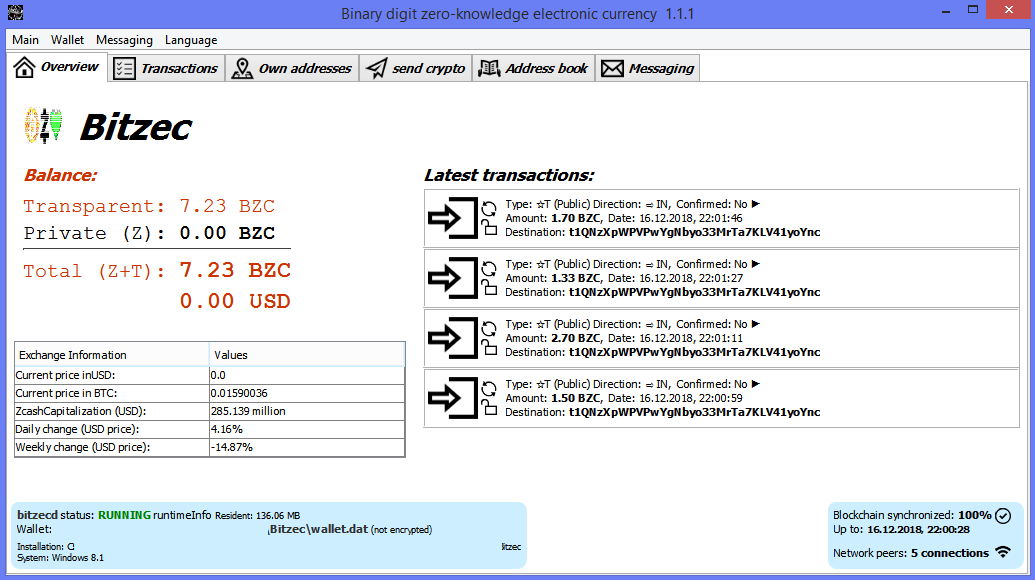 Binary digit zero-knowledge electronic currency 1.1.1
Main Wallet Messaging Language
Overview Transactions Own addresses send crypto Address book Messaging
Bitzec
Balance:
Transparent: 7.23 BZC
Private (Z): 0.00 BZC
Total (Z+T): 7.23 BZC
0.00 USD
Exchange Information Values
Current price inUSD: 0.0
Current price in BTC: 0.01590036
ZcashCapitalization (USD): 285.139 million
Daily change (USD price): 4.16%
Weekly change (USD price): -14.87%
Latest transactions:
Type: ☆T (Public) Direction: ⇨ IN, Confirmed: No ►
Amount: 1.70 BZC, Date: 16.12.2018, 22:01:46
Destination: t1QNzXpWPVPwYgNbyo33MrTa7KLV41yoYnc
Type: ☆T (Public) Direction: ⇨ IN, Confirmed: No ►
Amount: 1.33 BZC, Date: 16.12.2018, 22:01:27
Destination: t1QNzXpWPVPwYgNbyo33MrTa7KLV41yoYnc
Type: ☆T (Public) Direction: ⇨ IN, Confirmed: No ►
Amount: 2.70 BZC, Date: 16.12.2018, 22:01:11
Destination: t1QNzXpWPVPwYgNbyo33MrTa7KLV41yoYnc
Type: ☆T (Public) Direction: ⇨ IN, Confirmed: No ►
Amount: 1.50 BZC, Date: 16.12.2018, 22:00:59
Destination: t1QNzXpWPVPwYgNbyo33MrTa7KLV41yoYnc
bitzecd status: RUNNING runtimeInfo Resident: 136.06 MB
Wallet: \Bitzec\wallet.dat (not encrypted)
Installation:
System: Windows 8.1
Blockchain synchronized: 100%
Up to: 16.12.2018, 22:00:28
Network peers: 5 connections